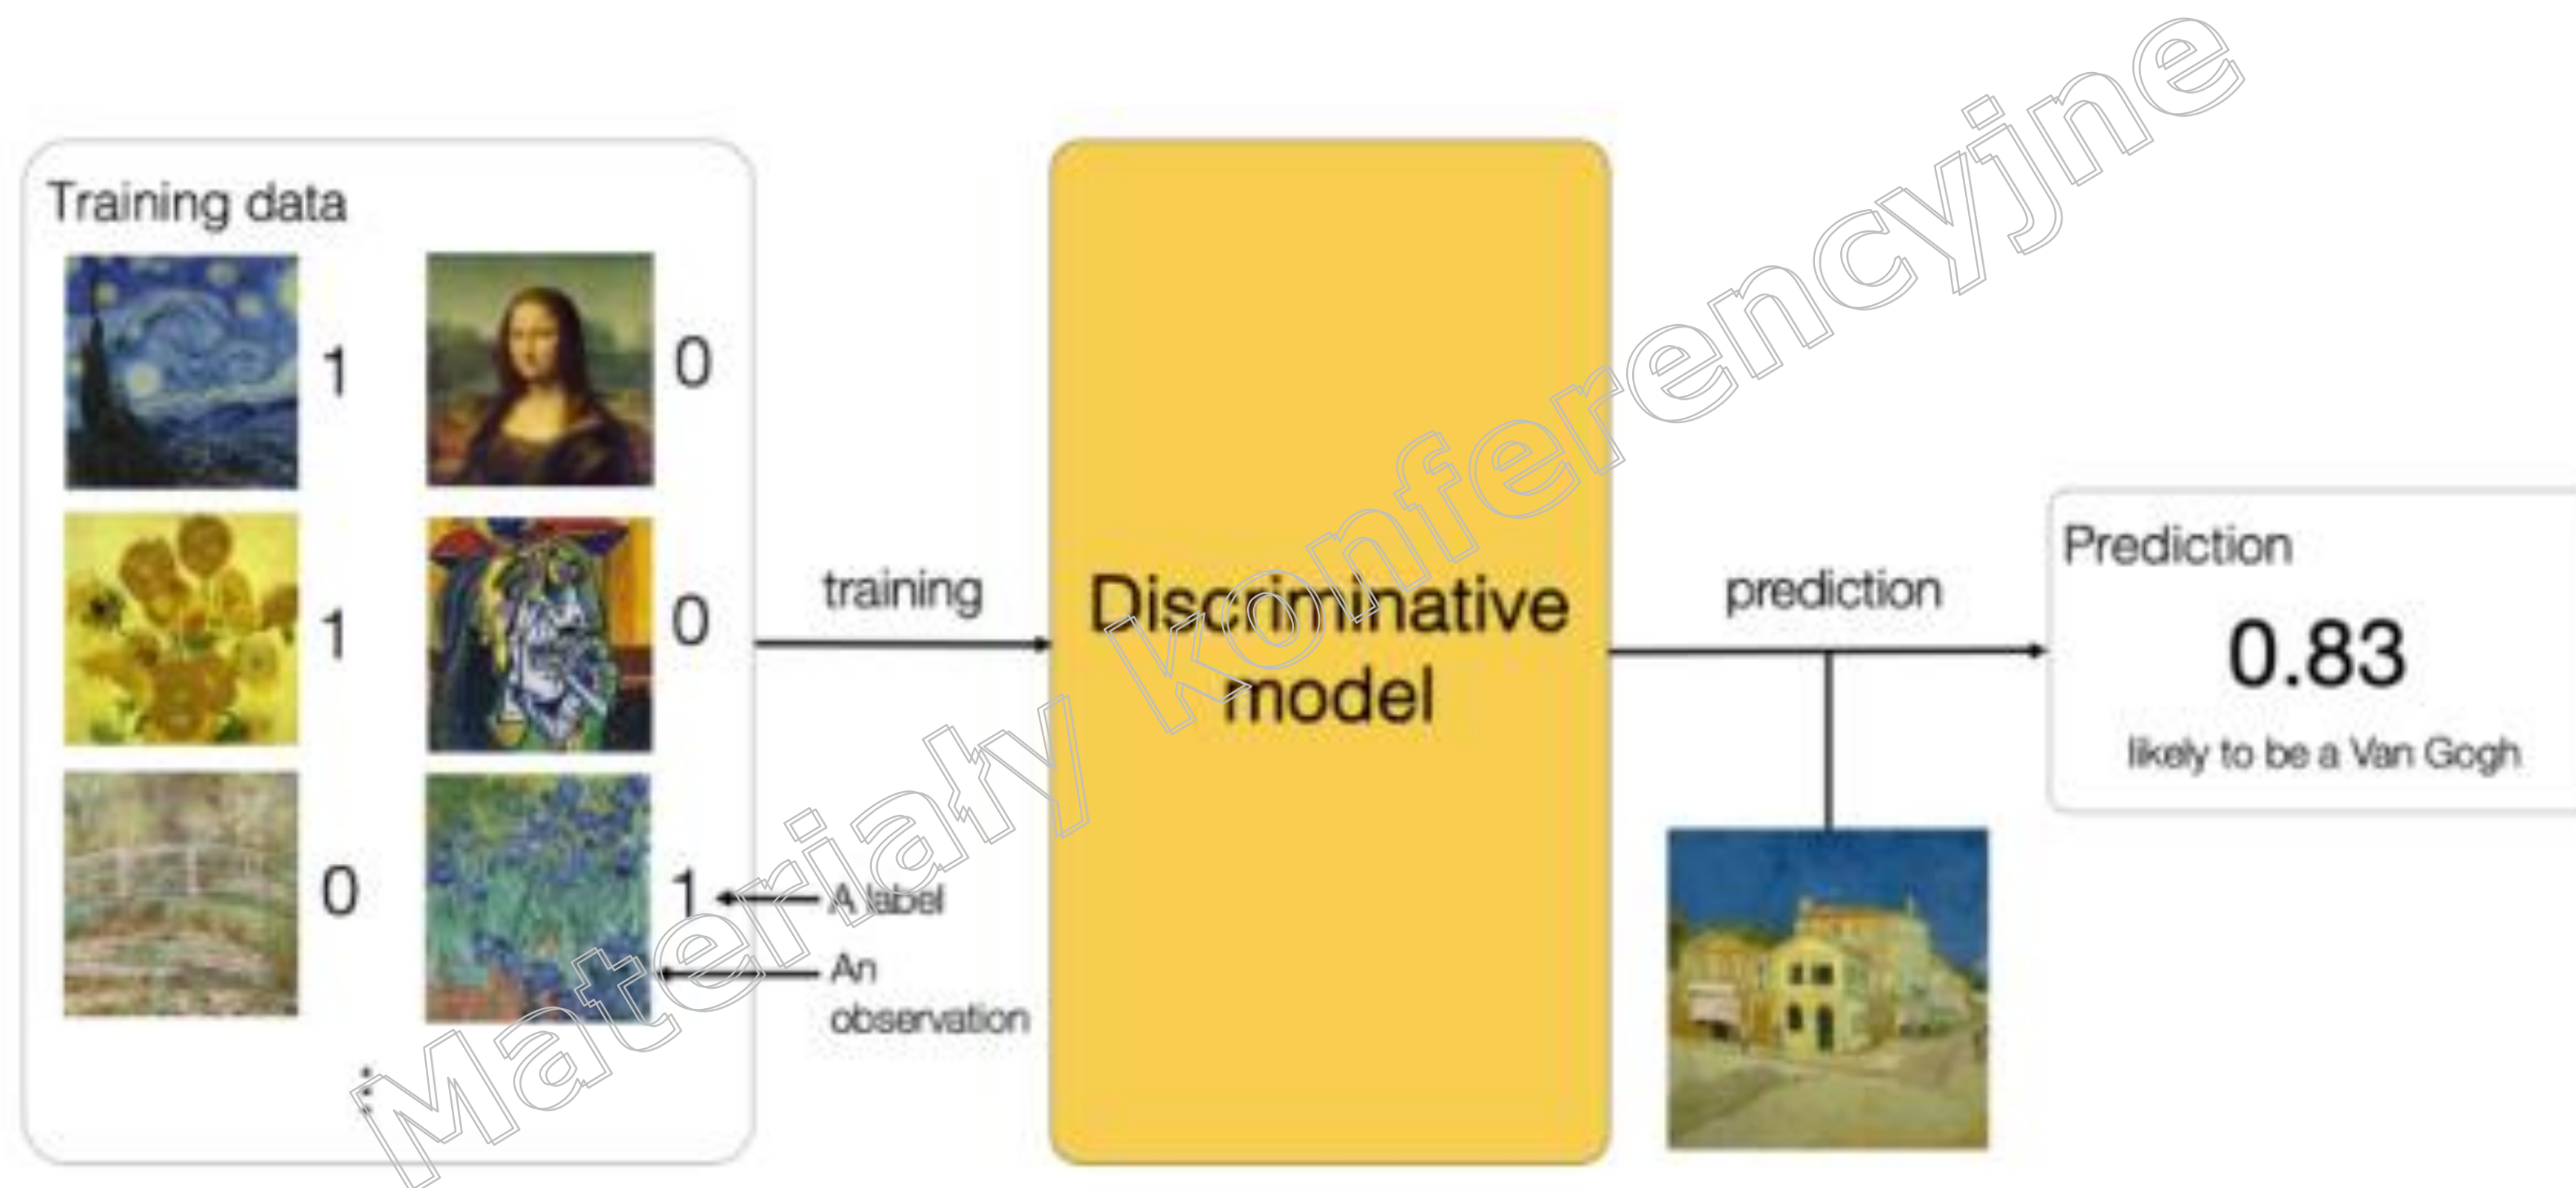 Training data
1
0
1
0
0
1
A label
An
observation
training
Discriminative
model
prediction
Prediction
0.83
likely to be a Van Gogh
Materiały konferencyjne